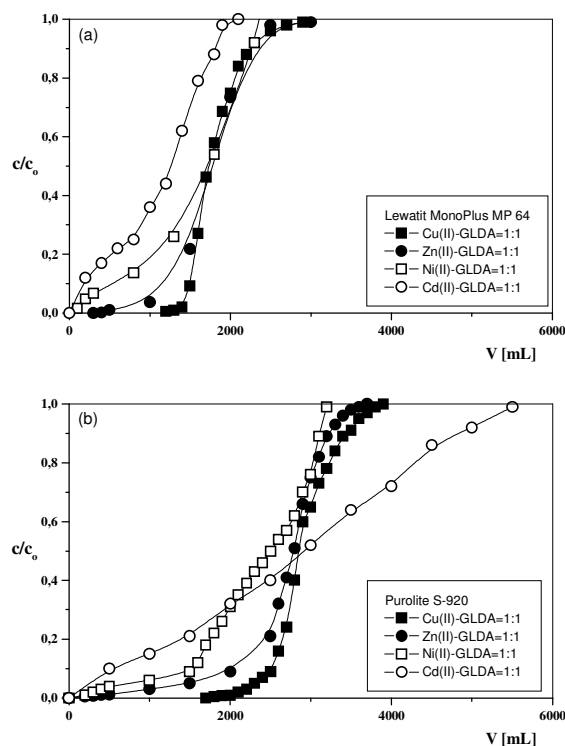 (a)
1,0
0,8
0,6
0,4
0,2
0,0
c/c₀
Lewatit MonoPlus MP 64
Cu(II)-GLDA=1:1
Zn(II)-GLDA=1:1
Ni(II)-GLDA=1:1
Cd(II)-GLDA=1:1
0 2000 4000 6000
V [mL]
(b)
1,0
0,8
0,6
0,4
0,2
0,0
c/c₀
Purolite S-920
Cu(II)-GLDA=1:1
Zn(II)-GLDA=1:1
Ni(II)-GLDA=1:1
Cd(II)-GLDA=1:1
0 2000 4000 6000
V [mL]